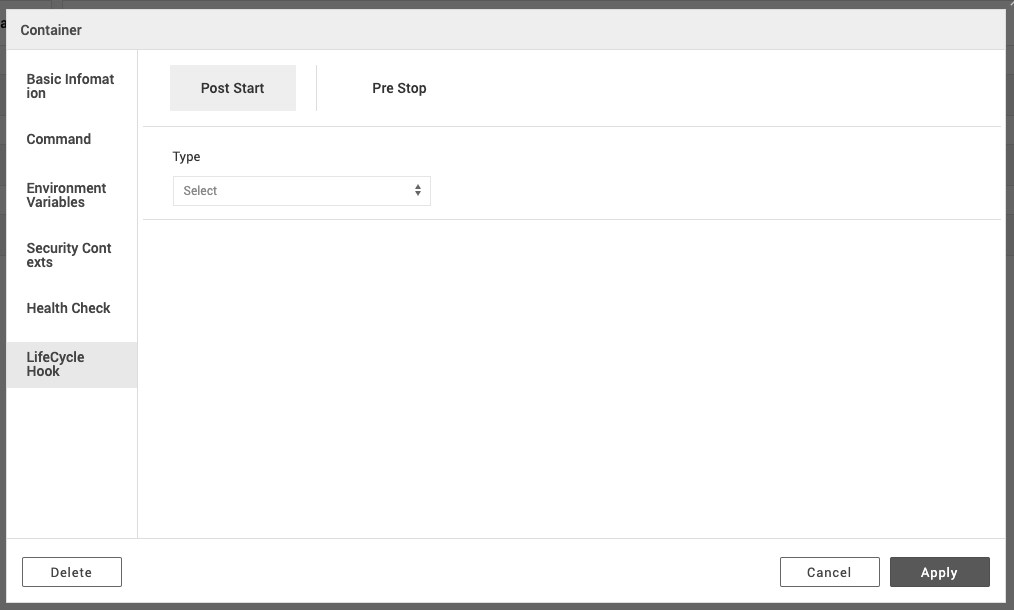 Container
Basic Infomat
ion
Command
Environment
Variables
Security Cont
exts
Health Check
LifeCycle
Hook
Post Start
Pre Stop
Type
Select
Delete
Cancel
Apply